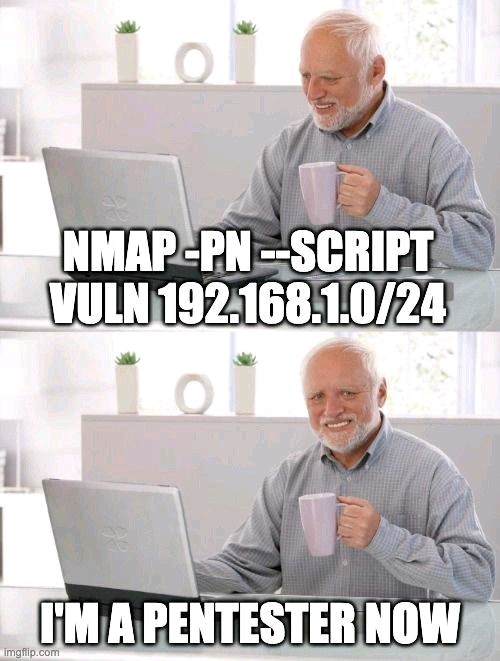 NMAP -PN --SCRIPT
VULN 192.168.1.0/24
I'M A PENTESTER NOW
imgflip.com